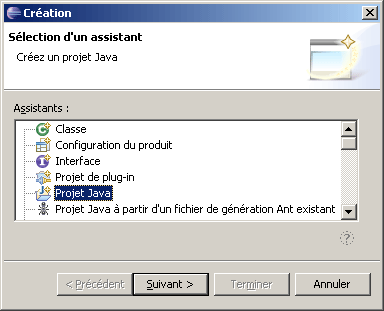 Création
Sélection d'un assistant
Créez un projet Java
Assistants :
Classe
Configuration du produit
Interface
Projet de plug-in
Projet Java
Projet Java à partir d'un fichier de génération Ant existant
< Précédent
Suivant >
Terminer
Annuler